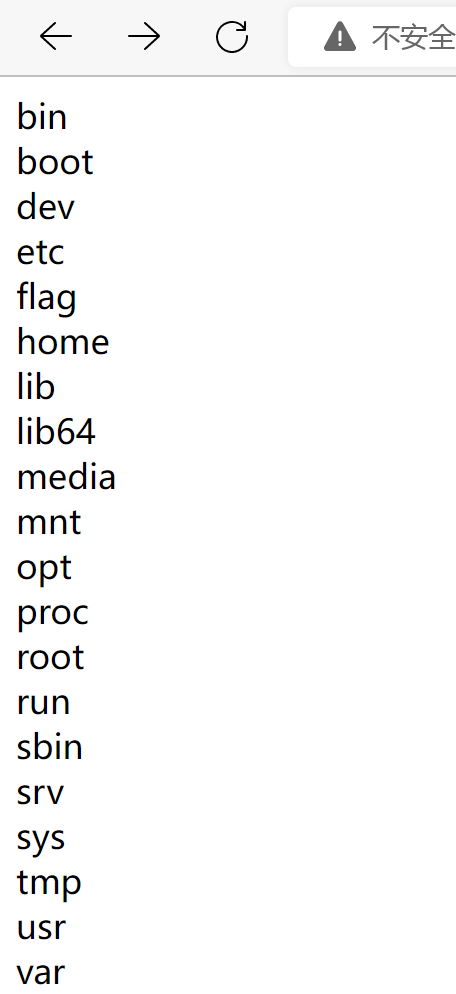 不安全
bin
boot
dev
etc
flag
home
lib
lib64
media
mnt
opt
proc
root
run
sbin
srv
sys
tmp
usr
var